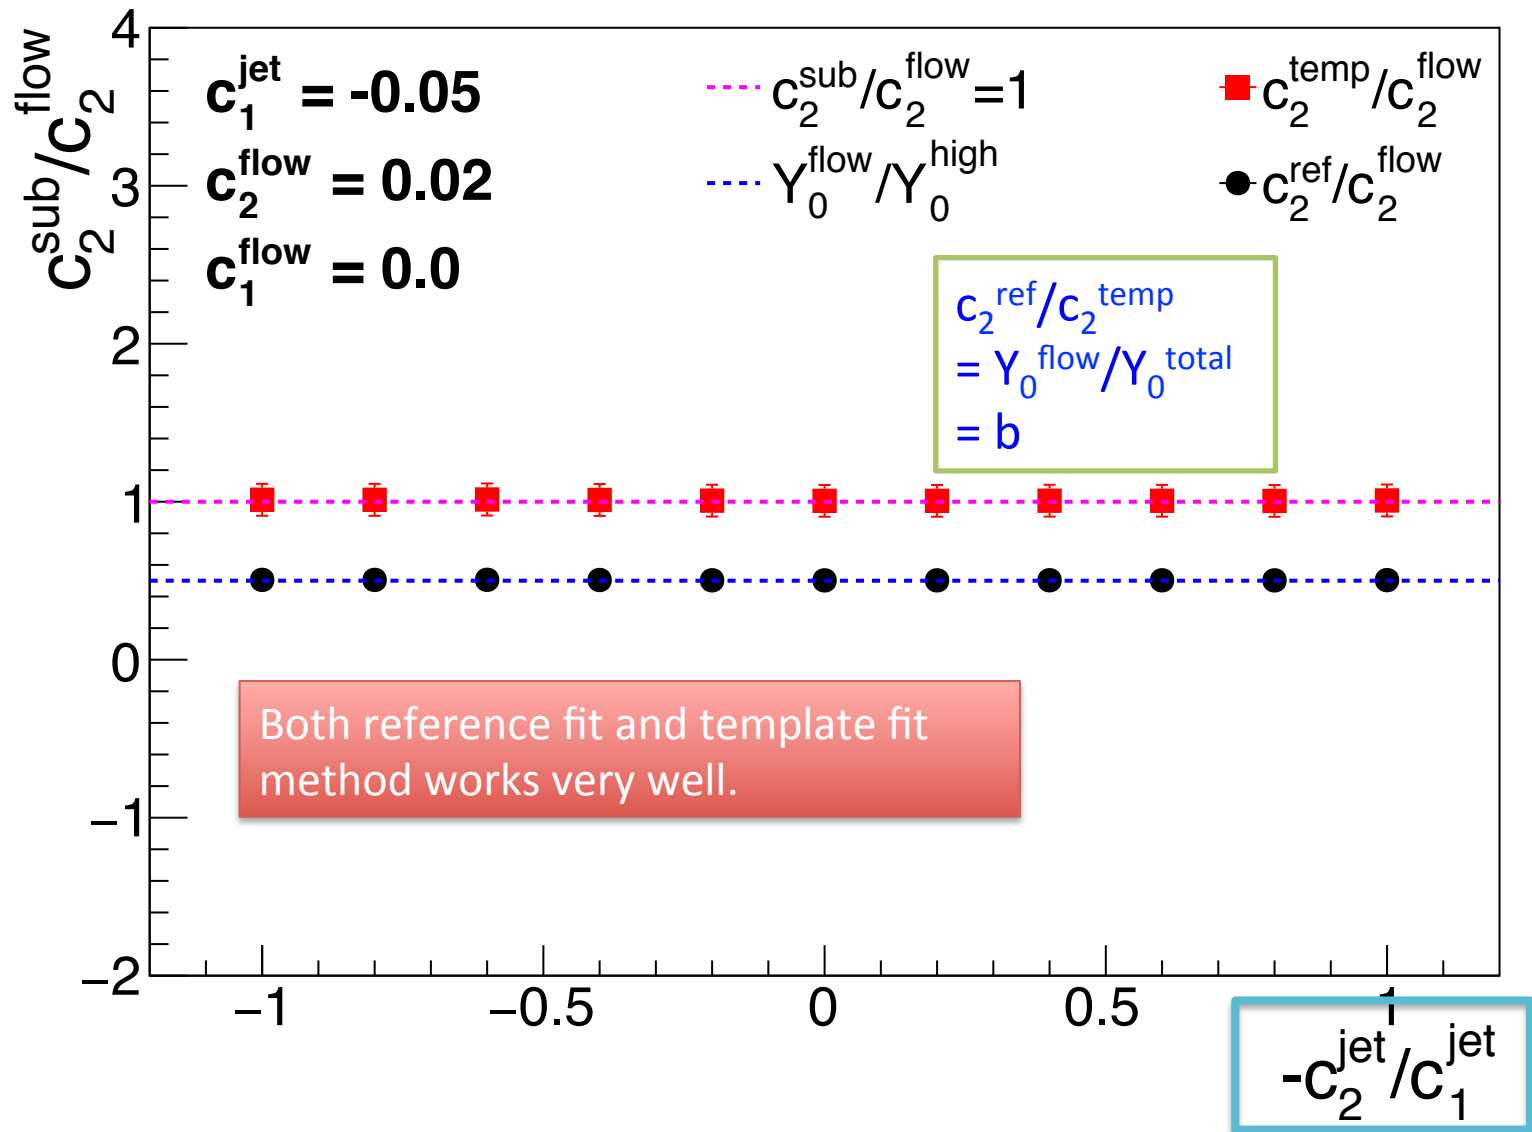 c_2^sub/c_2^flow
4
3
2
1
0
−1
−2
c_1^jet = -0.05
c_2^flow = 0.02
c_1^flow = 0.0
c_2^sub/c_2^flow=1
Y_0^flow/Y_0^high
c_2^temp/c_2^flow
c_2^ref/c_2^flow
c_2^ref/c_2^temp
= Y_0^flow/Y_0^total
= b
Both reference fit and template fit
method works very well.
−1 −0.5 0 0.5 1
-c_2^jet/c_1^jet